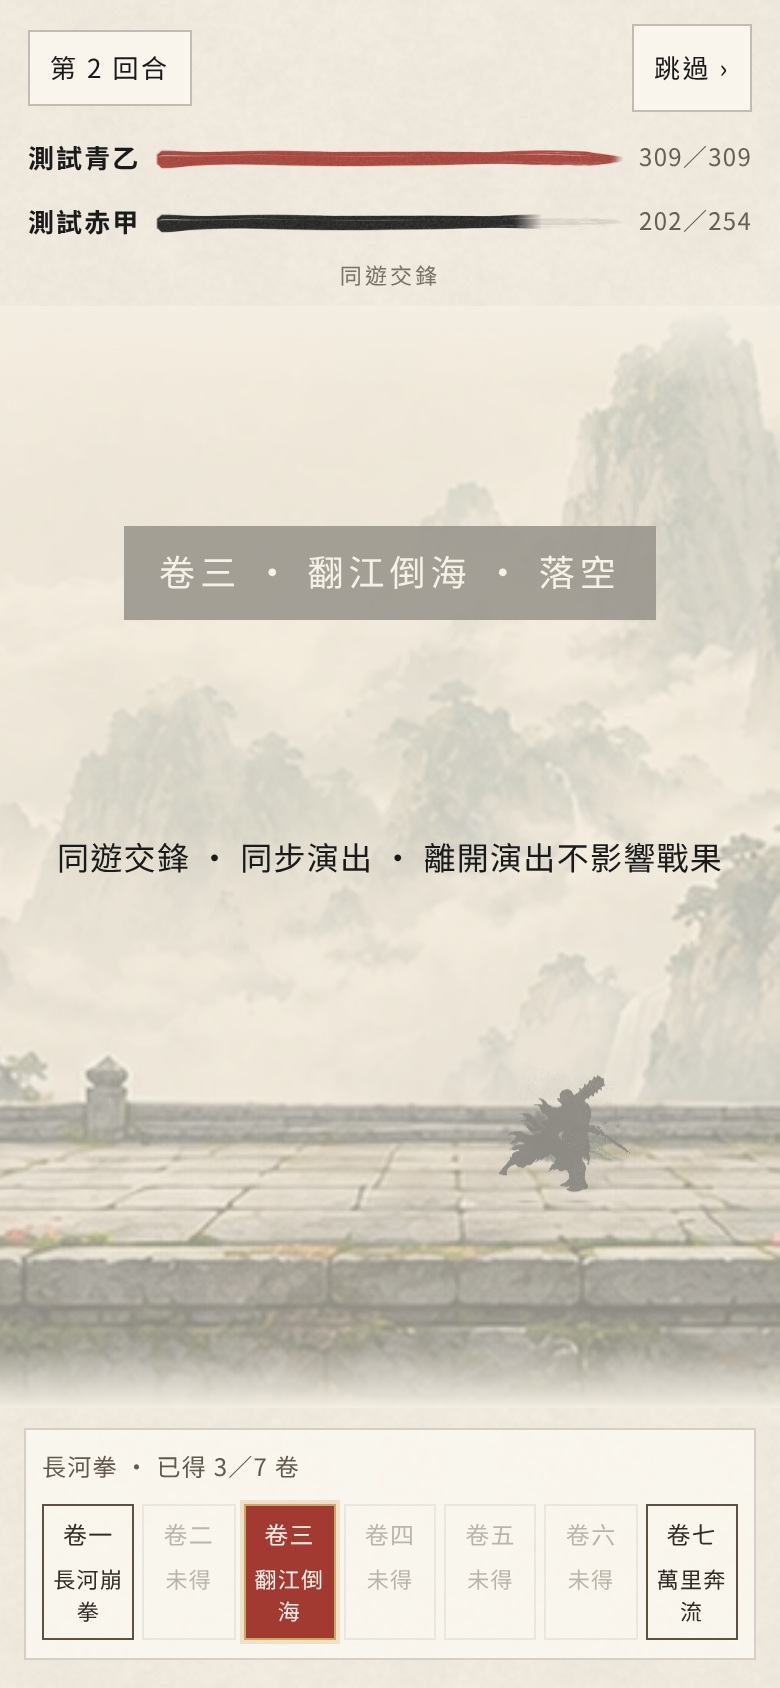 第 2 回合
跳過 ›
測試青乙 309／309
測試赤甲 202／254
同遊交鋒
卷三 · 翻江倒海 · 落空
同遊交鋒 · 同步演出 · 離開演出不影響戰果
長河拳 · 已得 3／7 卷
卷一
長河崩
拳
卷二
未得
卷三
翻江倒
海
卷四
未得
卷五
未得
卷六
未得
卷七
萬里奔
流